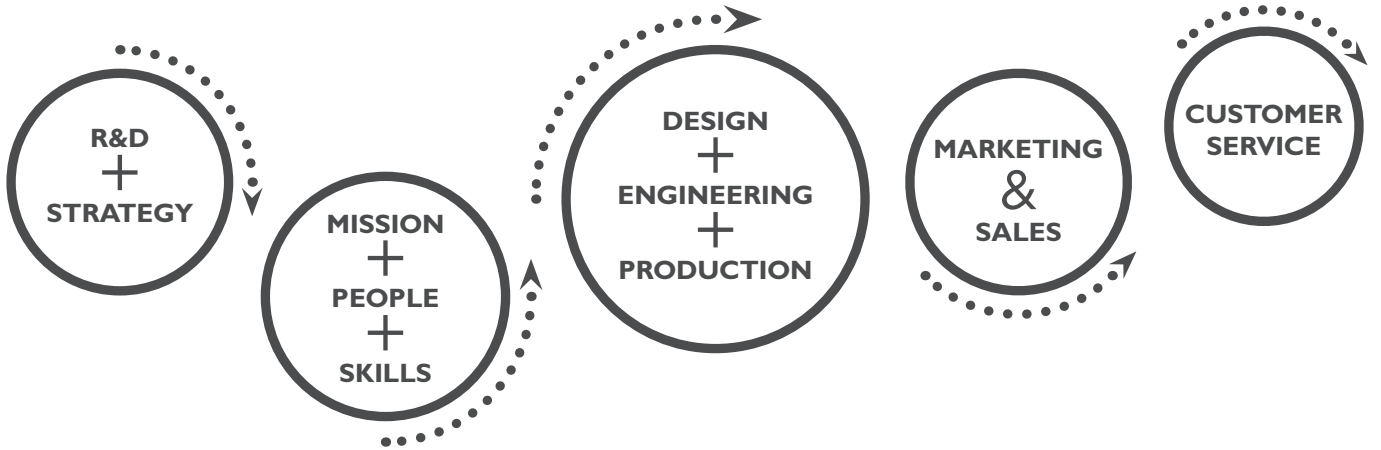 R&D
+
STRATEGY
MISSION
+
PEOPLE
+
SKILLS
DESIGN
+
ENGINEERING
+
PRODUCTION
MARKETING
&
SALES
CUSTOMER
SERVICE